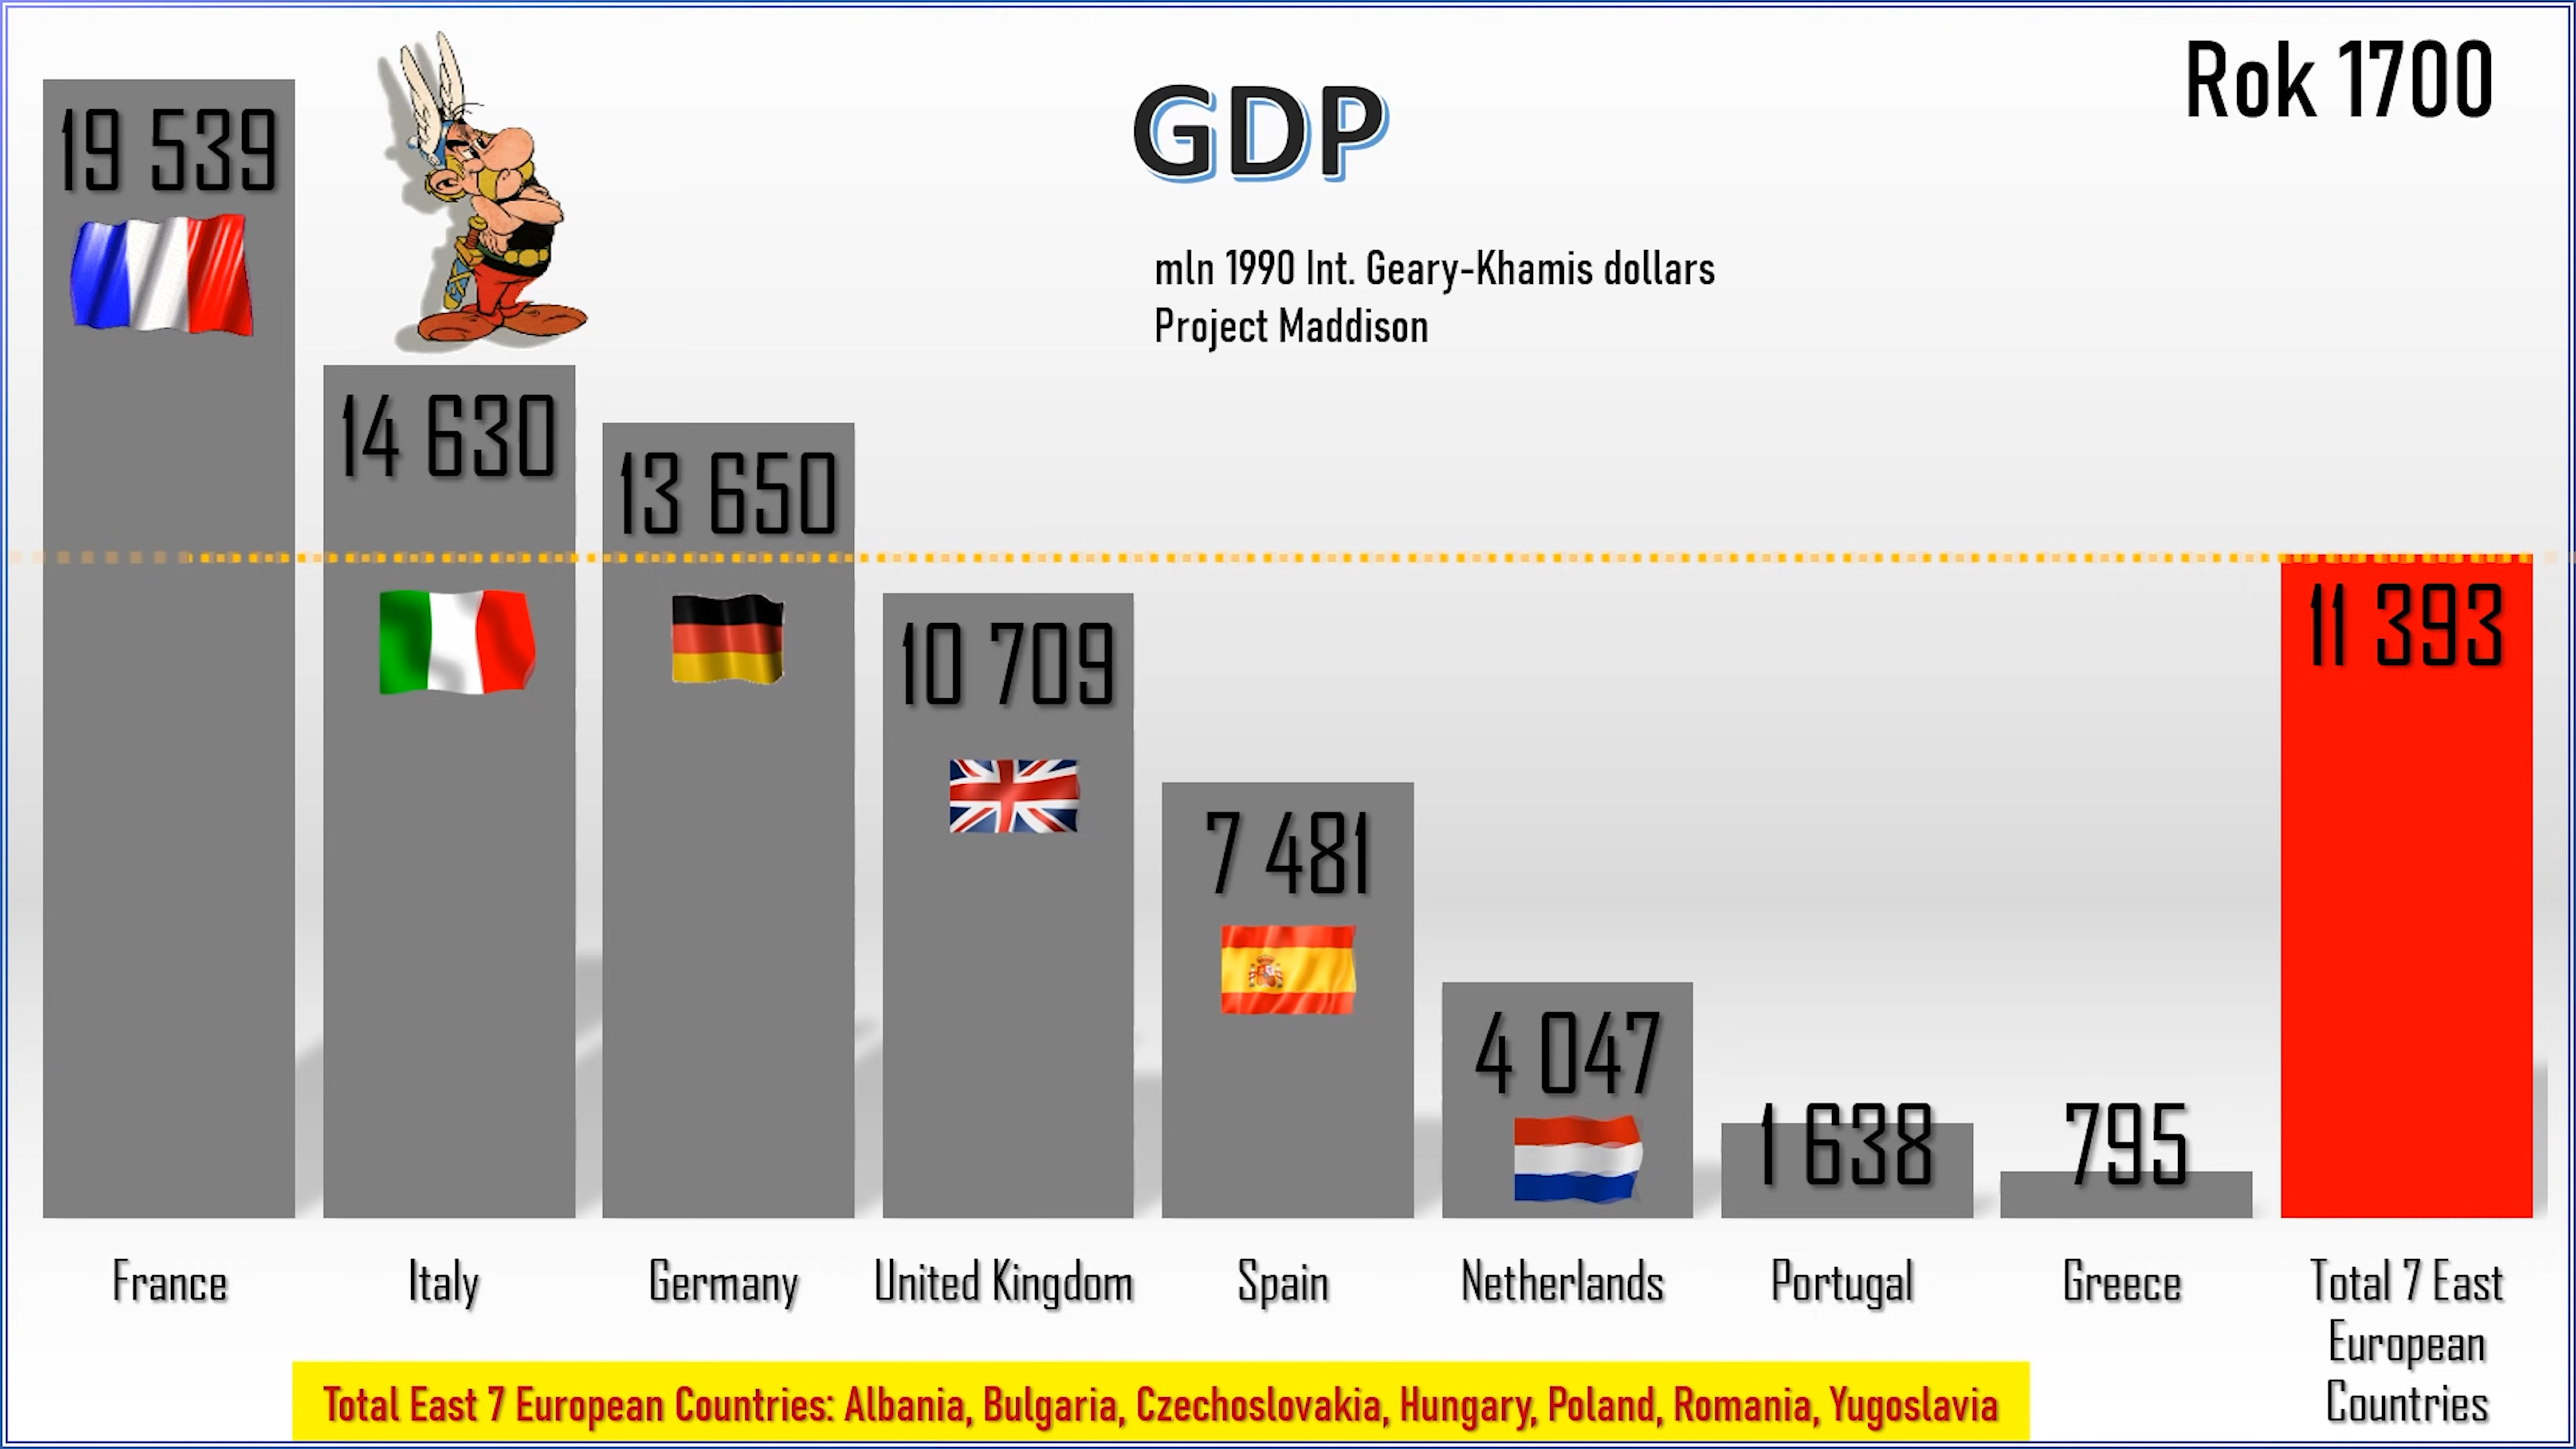 Rok 1700
GDP
mln 1990 Int. Geary-Khamis dollars
Project Maddison
19 539
14 630
13 650
10 709
7 481
4 047
1 638
795
11 393
France
Italy
Germany
United Kingdom
Spain
Netherlands
Portugal
Greece
Total 7 East
European
Countries
Total East 7 European Countries: Albania, Bulgaria, Czechoslovakia, Hungary, Poland, Romania, Yugoslavia